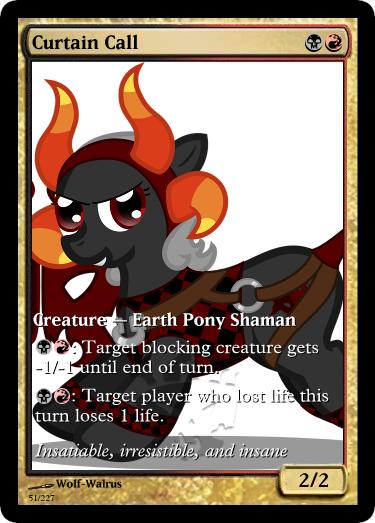 Curtain Call
Creature — Earth Pony Shaman
: Target blocking creature gets
-1/-1 until end of turn.
: Target player who lost life this
turn loses 1 life.
Insatiable, irresistible, and insane
2/2
Wolf-Walrus
51/227